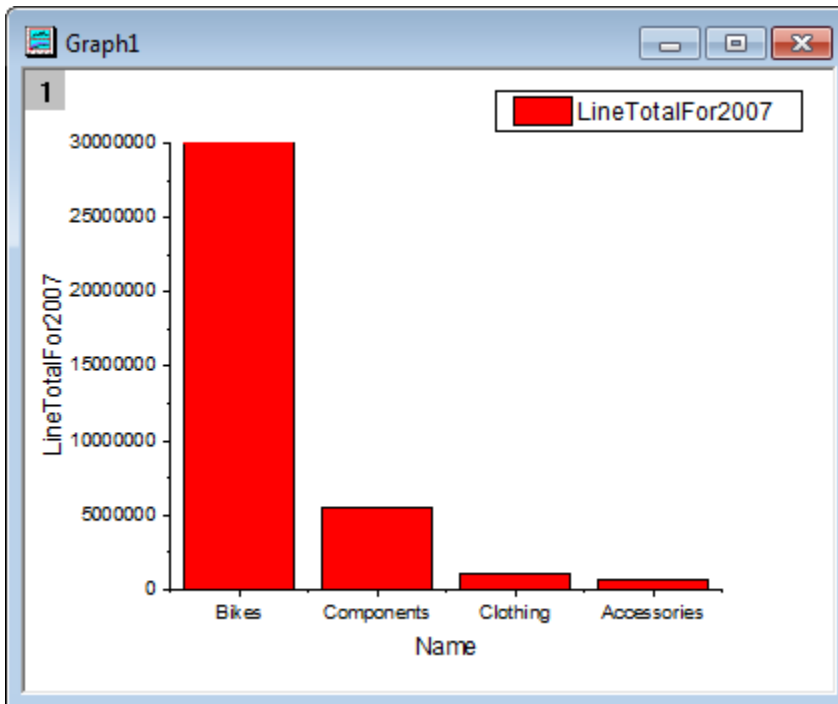 Graph1
1
LineTotalFor2007
30000000
25000000
20000000
15000000
10000000
5000000
0
LineTotalFor2007
Bikes Components Clothing Accessories
Name